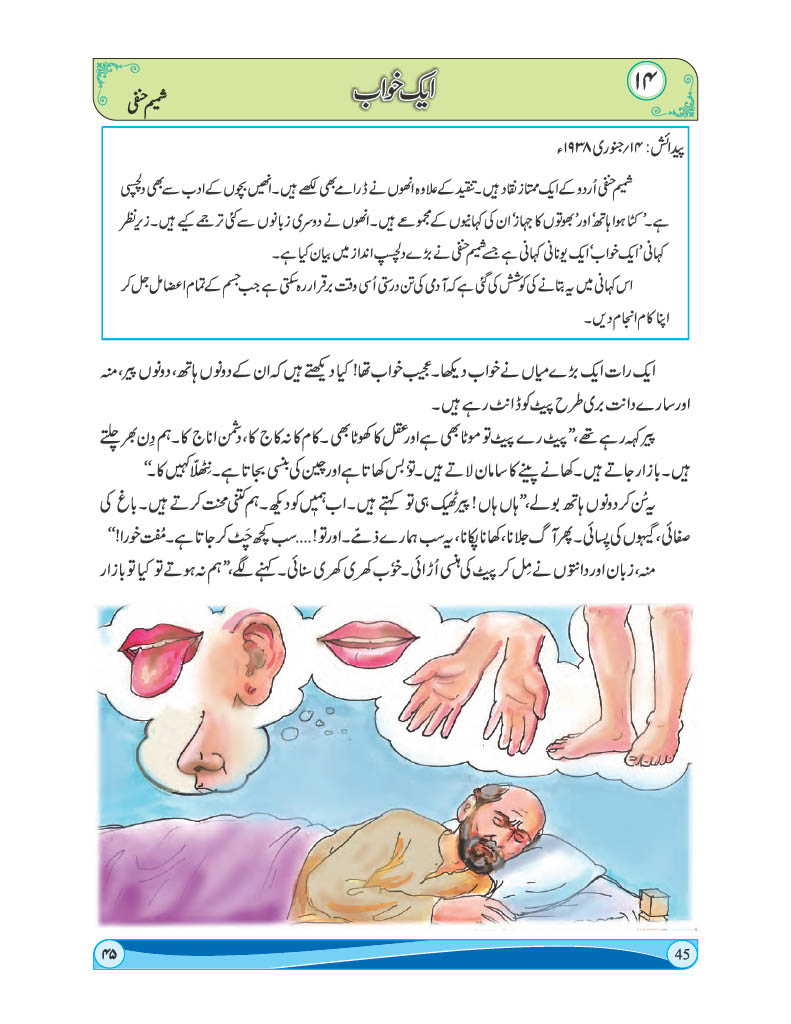 ۱۴
ایک خواب
شمیم حنفی
پیدائش: ۱۴؍جنوری ۱۹۳۸ء
شمیم حنفی اُردو کے ایک ممتاز نقاد ہیں۔ تنقید کے علاوہ انھوں نے ڈرامے بھی لکھے ہیں۔ انھیں بچوں کے ادب سے بھی دلچسپی
ہے۔ ’کٹا ہوا ہاتھ‘ اور ’بھوتوں کا جہاز‘ ان کی کہانیوں کے مجموعے ہیں۔ انھوں نے دوسری زبانوں سے کئی ترجمے کیے ہیں۔ زیرِ نظر
کہانی ’ایک خواب‘ ایک یونانی کہانی ہے جسے شمیم حنفی نے بڑے دلچسپ انداز میں بیان کیا ہے۔
اس کہانی میں یہ بتانے کی کوشش کی گئی ہے کہ آدمی کی تن درستی اُسی وقت برقرار رہ سکتی ہے جب جسم کے تمام اعضا مل جل کر
اپنا کام انجام دیں۔
ایک رات ایک بڑے میاں نے خواب دیکھا۔ عجیب خواب تھا! کیا دیکھتے ہیں کہ ان کے دونوں ہاتھ، دونوں پیر، منہ
اور سارے دانت بری طرح پیٹ کو ڈانٹ رہے ہیں۔
پیر کہہ رہے تھے، ”پیٹ رے پیٹ تو موٹا بھی ہے اور عقل کا کھوٹا بھی۔ کام کا نہ کاج کا، دشمن اناج کا۔ ہم دِن بھر چلتے
ہیں۔ بازار جاتے ہیں۔ کھانے پینے کا سامان لاتے ہیں۔ تُو بس کھاتا ہے اور چین کی بنسی بجاتا ہے۔ نِٹھلّا کہیں کا۔“
یہ سُن کر دونوں ہاتھ بولے، ”ہاں ہاں! پیر ٹھیک ہی تو کہتے ہیں۔ اب ہمیں کو دیکھ۔ ہم کتنی محنت کرتے ہیں۔ باغ کی
صفائی، گیہوں کی پِسائی۔ پھر آگ جلانا، کھانا پکانا، یہ سب ہمارے ذمّے۔ اور تو!.... سب کچھ چَٹ کر جاتا ہے۔ مُفت خورا!“
منہ، زبان اور دانتوں نے مِل کر پیٹ کی ہنسی اُڑائی۔ خوٗب کھری کھری سنائی۔ کہنے لگے، ”ہم نہ ہوتے تو کیا تو بازار
۴۵
45